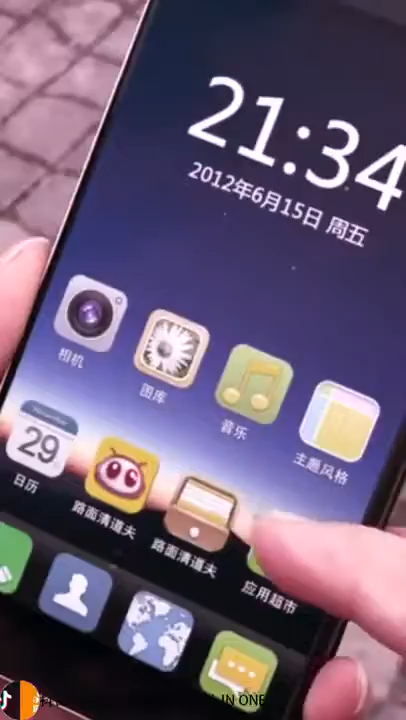 21:34
2012年6月15日 周五
相机
图库
音乐
主题风格
November
29
日历
路面清道夫
路面清道夫
应用超市
IN ONE